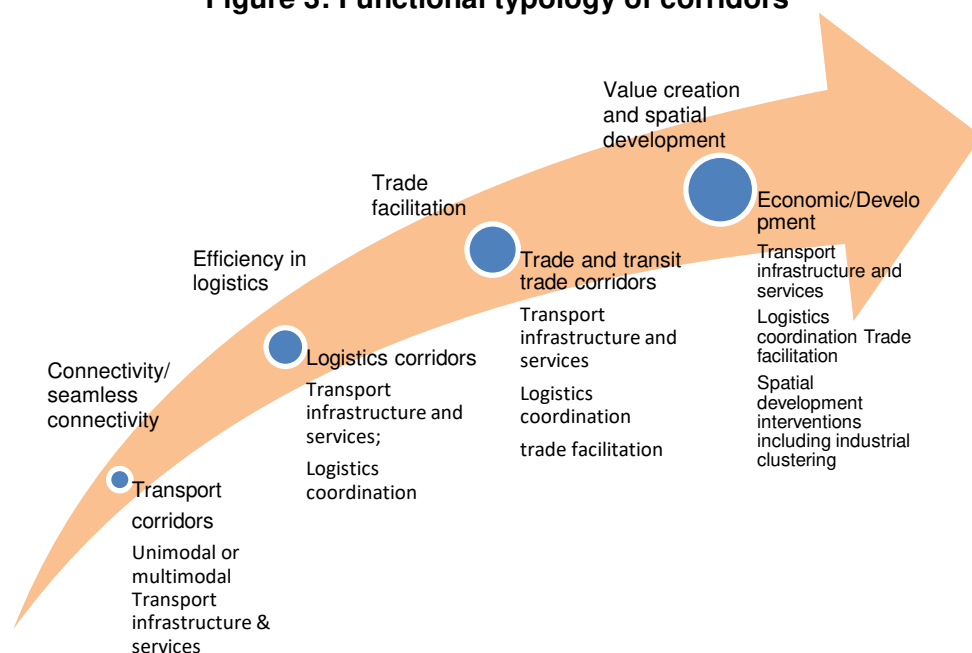 Figure 3: Functional typology of corridors
Value creation
and spatial
development
Trade
facilitation
Efficiency in
logistics
Connectivity/
seamless
connectivity
Economic/Develo
pment
Transport
infrastructure and
services
Logistics
coordination Trade
facilitation
Spatial
development
interventions
including industrial
clustering
Trade and transit
trade corridors
Transport
infrastructure and
services
Logistics
coordination
trade facilitation
Logistics corridors
Transport
infrastructure and
services;
Logistics
coordination
Transport
corridors
Unimodal or
multimodal
Transport
infrastructure &
services